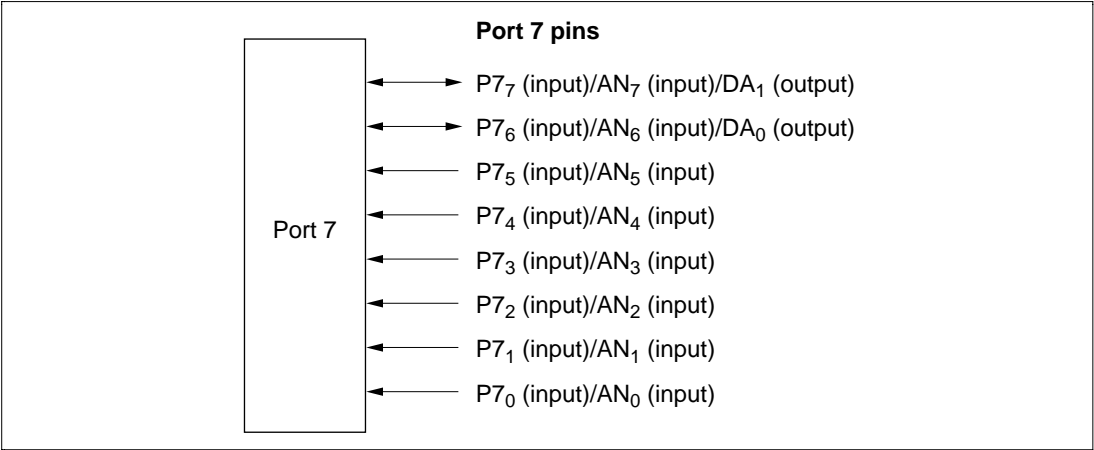 Port 7 pins
P7₇ (input)/AN₇ (input)/DA₁ (output)
P7₆ (input)/AN₆ (input)/DA₀ (output)
P7₅ (input)/AN₅ (input)
P7₄ (input)/AN₄ (input)
Port 7
P7₃ (input)/AN₃ (input)
P7₂ (input)/AN₂ (input)
P7₁ (input)/AN₁ (input)
P7₀ (input)/AN₀ (input)